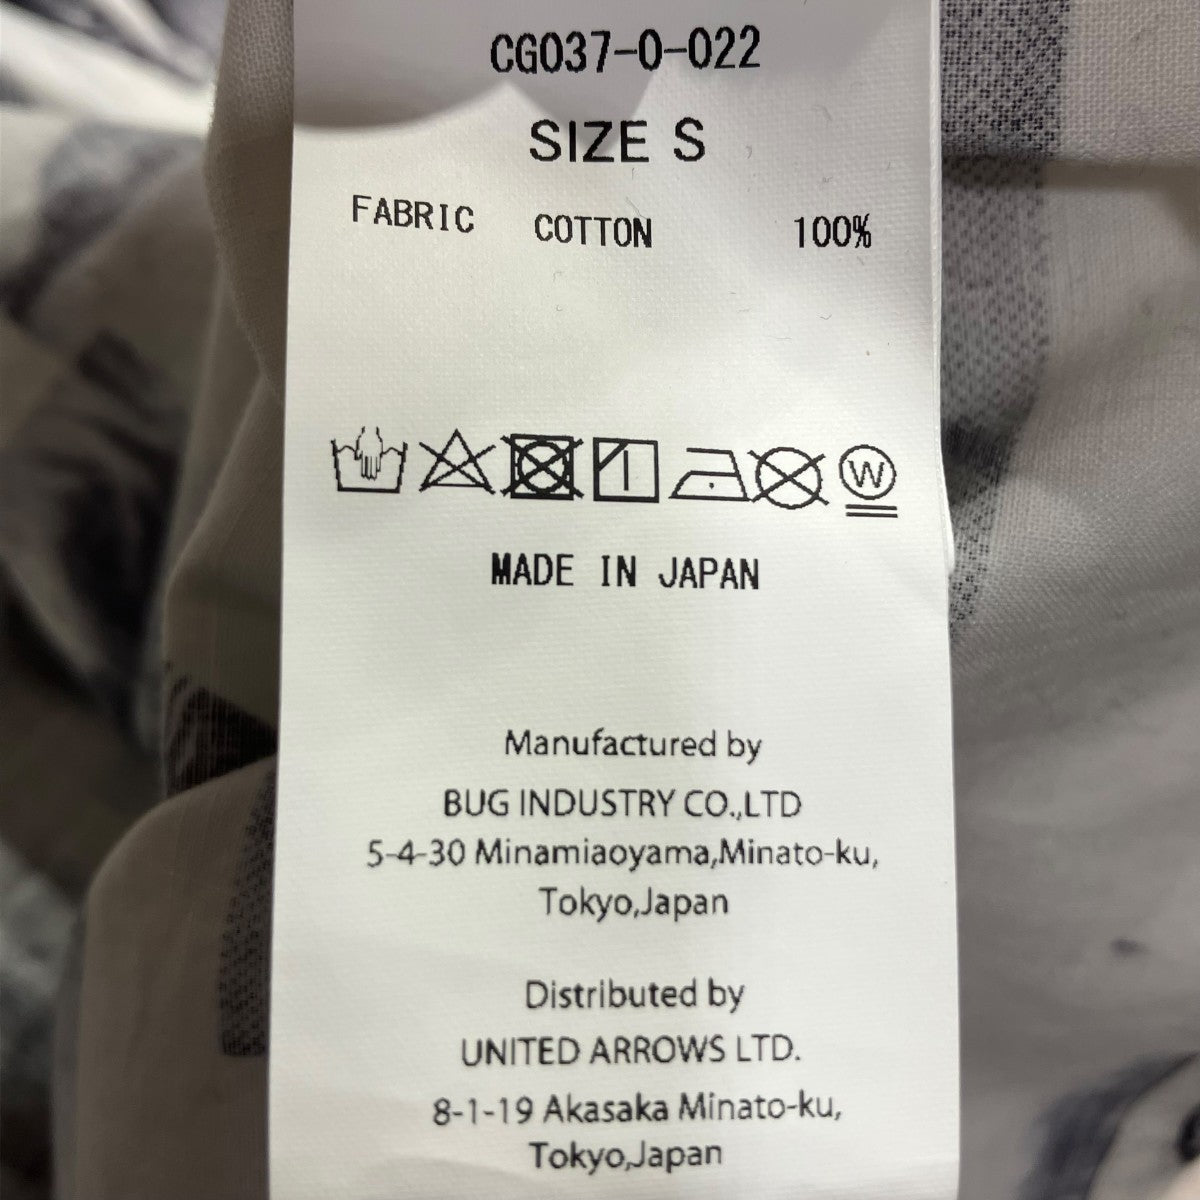 CG037-0-022
SIZE S
FABRIC COTTON 100%
W
MADE IN JAPAN
Manufactured by
BUG INDUSTRY CO.,LTD
5-4-30 Minamiaoyama,Minato-ku,
Tokyo,Japan
Distributed by
UNITED ARROWS LTD.
8-1-19 Akasaka Minato-ku,
Tokyo,Japan